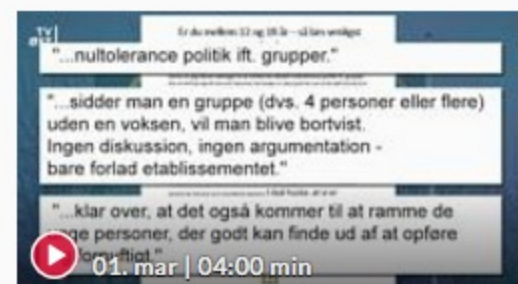 TV
øst
Er du mellem 12 og 18 år – så læs venligst
"...nultolerance politik ift. grupper."
"...sidder man en gruppe (dvs. 4 personer eller flere)
uden en voksen, vil man blive bortvist.
Ingen diskussion, ingen argumentation -
bare forlad etablissementet."
"...klar over, at det også kommer til at ramme de
unge personer, der godt kan finde ud af at opføre
01. mar | 04:00 min